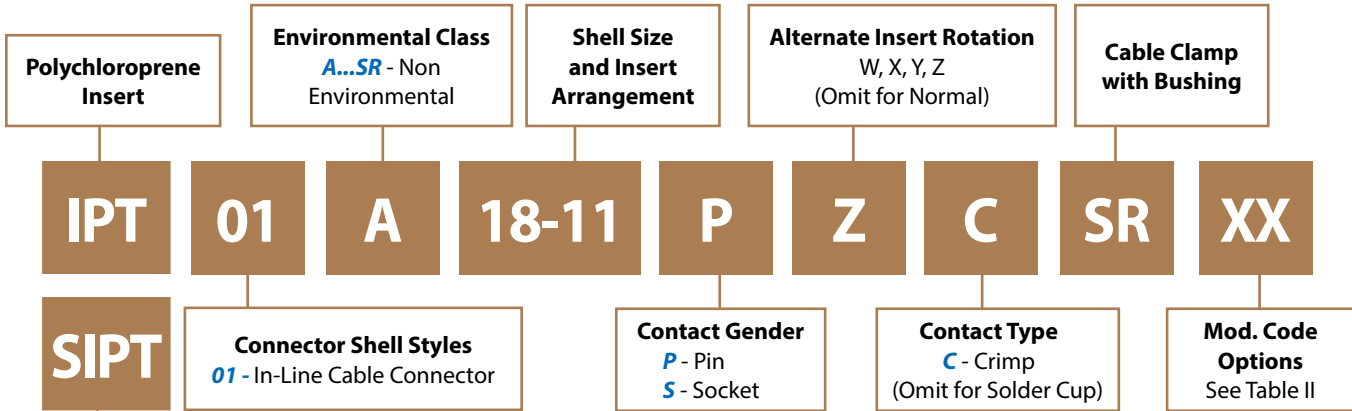 Polychloroprene
Insert
Environmental Class
A...SR - Non
Environmental
Shell Size
and Insert
Arrangement
Alternate Insert Rotation
W, X, Y, Z
(Omit for Normal)
Cable Clamp
with Bushing
IPT 01 A 18-11 P Z C SR XX
SIPT
Connector Shell Styles
01 - In-Line Cable Connector
Contact Gender
P - Pin
S - Socket
Contact Type
C - Crimp
(Omit for Solder Cup)
Mod. Code
Options
See Table II